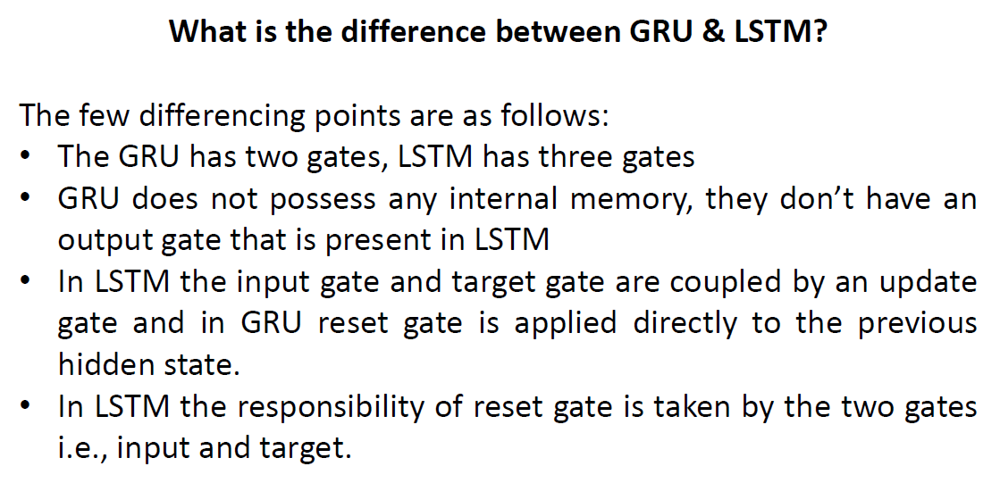 What is the difference between GRU & LSTM?
The few differencing points are as follows:
• The GRU has two gates, LSTM has three gates
• GRU does not possess any internal memory, they don’t have an
output gate that is present in LSTM
• In LSTM the input gate and target gate are coupled by an update
gate and in GRU reset gate is applied directly to the previous
hidden state.
• In LSTM the responsibility of reset gate is taken by the two gates
i.e., input and target.